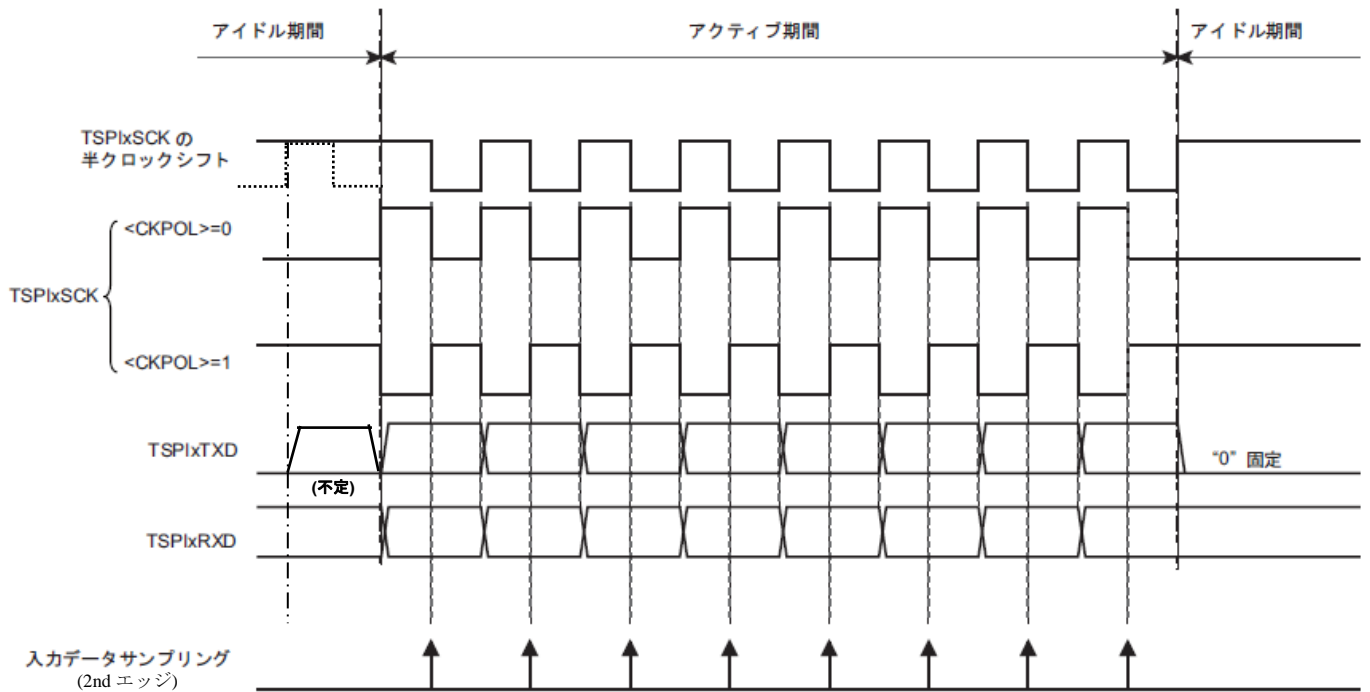 アイドル期間
アクティブ期間
アイドル期間
TSPIxSCK の
半クロックシフト
<CKPOL>=0
TSPIxSCK
<CKPOL>=1
TSPIxTXD
(不定)
"0" 固定
TSPIxRXD
入力データサンプリング
(2nd エッジ)